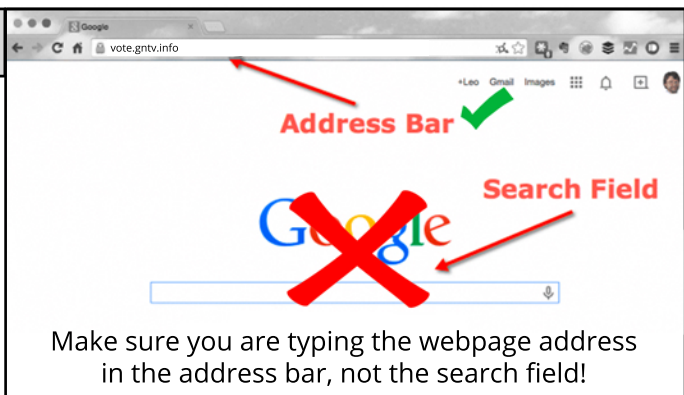 Google
vote.gntv.info
+Leo Gmail Images
Address Bar
Search Field
Google
Make sure you are typing the webpage address
in the address bar, not the search field!